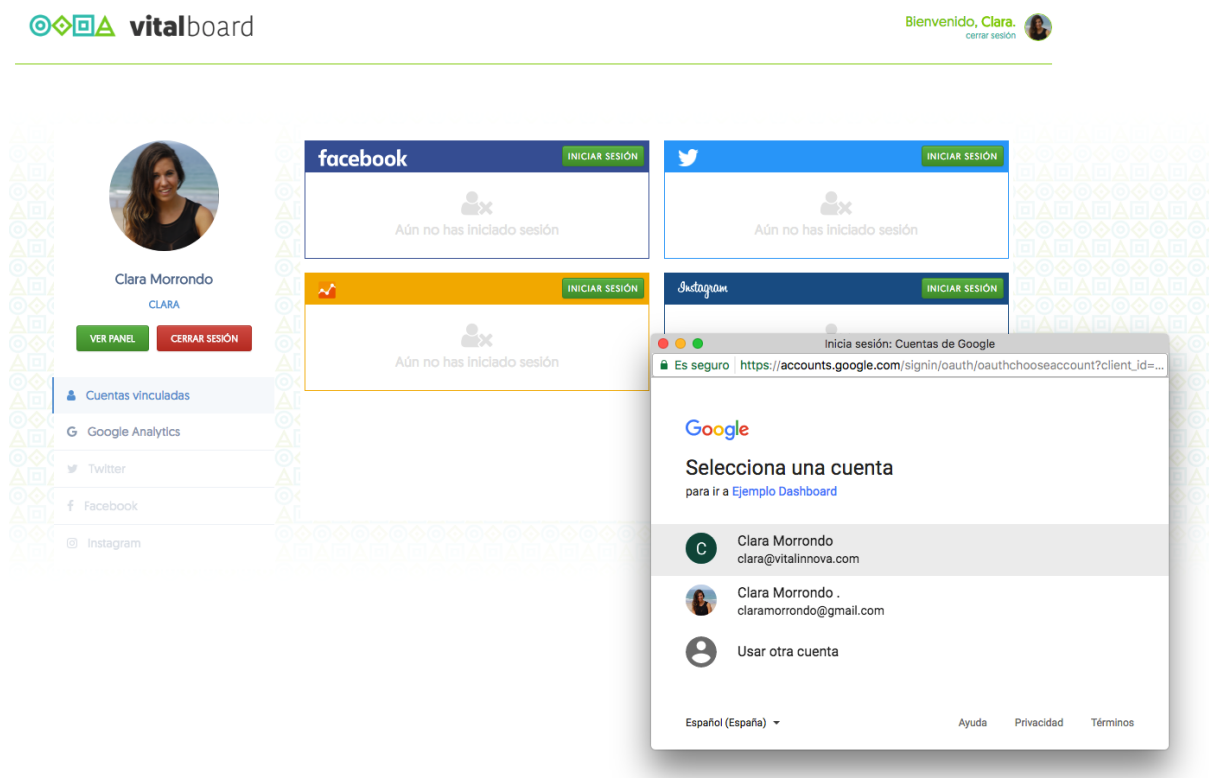 vitalboard
Bienvenido, Clara.
cerrar sesión
facebook
INICIAR SESIÓN
Aún no has iniciado sesión
INICIAR SESIÓN
Aún no has iniciado sesión
Clara Morrondo
CLARA
VER PANEL
CERRAR SESIÓN
Cuentas vinculadas
G Google Analytics
Twitter
Facebook
Instagram
INICIAR SESIÓN
Aún no has iniciado sesión
Instagram
INICIAR SESIÓN
Inicia sesión: Cuentas de Google
Es seguro https://accounts.google.com/signin/oauth/oauthchooseaccount?client_id=...
Google
Selecciona una cuenta
para ir a Ejemplo Dashboard
C
Clara Morrondo
clara@vitalinnova.com
Clara Morrondo .
claramorrondo@gmail.com
Usar otra cuenta
Español (España)
Ayuda
Privacidad
Términos